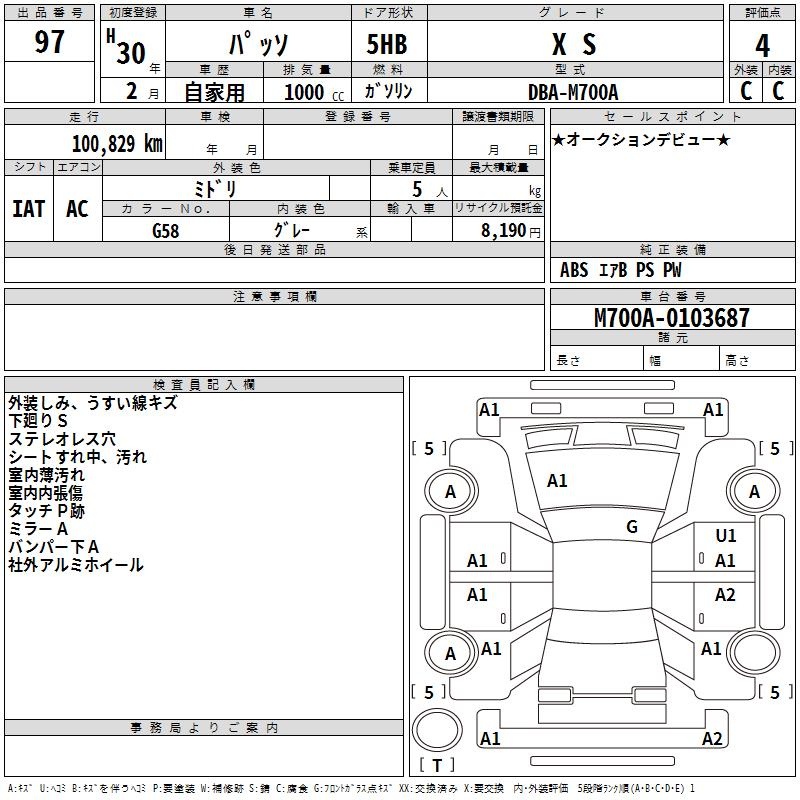 出品番号 初度登録 車名 ドア形状 グレード 評価点
97 H30年 パッソ 5HB X S 4
車歴 排気量 燃料 型式 外装 内装
2月 自家用 1000 CC ガソリン DBA-M700A C C
走行 車検 登録番号 譲渡書類期限 セールスポイント
100,829 km 年 月 月 日 ★オークションデビュー★
シフト エアコン 外装色 乗車定員 最大積載量
IAT AC ミドリ 5人 kg
カラーNo. 内装色 輸入車 リサイクル預託金
G58 グレー 系 8,190円
後日発送部品 純正装備
ABS エアB PS PW
注意事項欄 車台番号
M700A-0103687
諸元
長さ 幅 高さ
検査員記入欄
外装しみ、うすい線キズ
下廻りS
ステレオレス穴
シートすれ中、汚れ
室内薄汚れ
室内内張傷
タッチP跡
ミラーA
バンパー下A
社外アルミホイール
事務局よりご案内
A1 A1
[ 5 ] [ 5 ]
A A1 A
G
U1
A1 A1
A1 A2
A A1 A1
[ 5 ] [ 5 ]
A1 A2
[ T ]
A:キズ U:ヘコミ B:キズを伴うヘコミ P:要塗装 W:補修跡 S:錆 C:腐食 G:フロントガラス点キズ XX:交換済み X:要交換 内・外装評価 5段階ランク順(A・B・C・D・E) 1